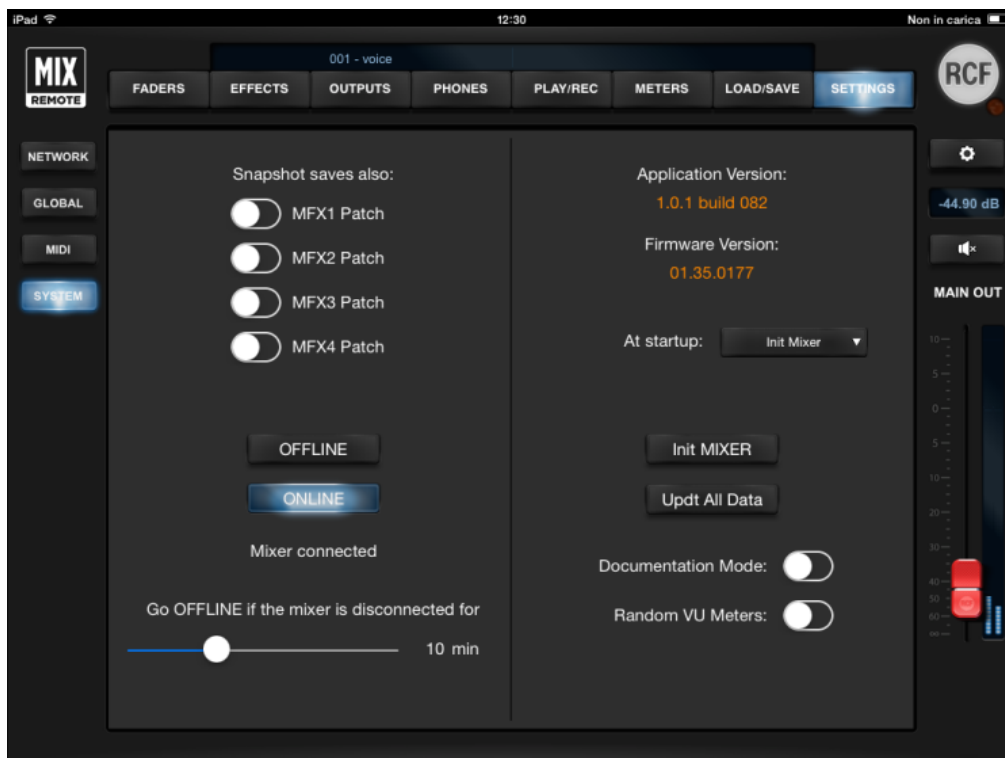 iPad 12:30 Non in carica
MIX
REMOTE
001 - voice
RCF
FADERS EFFECTS OUTPUTS PHONES PLAY/REC METERS LOAD/SAVE SETTINGS
NETWORK
GLOBAL
MIDI
SYSTEM
Snapshot saves also:
MFX1 Patch
MFX2 Patch
MFX3 Patch
MFX4 Patch
OFFLINE
ONLINE
Mixer connected
Go OFFLINE if the mixer is disconnected for
10 min
Application Version:
1.0.1 build 082
Firmware Version:
01.35.0177
At startup: Init Mixer
Init MIXER
Updt All Data
Documentation Mode:
Random VU Meters:
-44.90 dB
MAIN OUT
10
5
0
5
10
20
30
40
50
60
∞